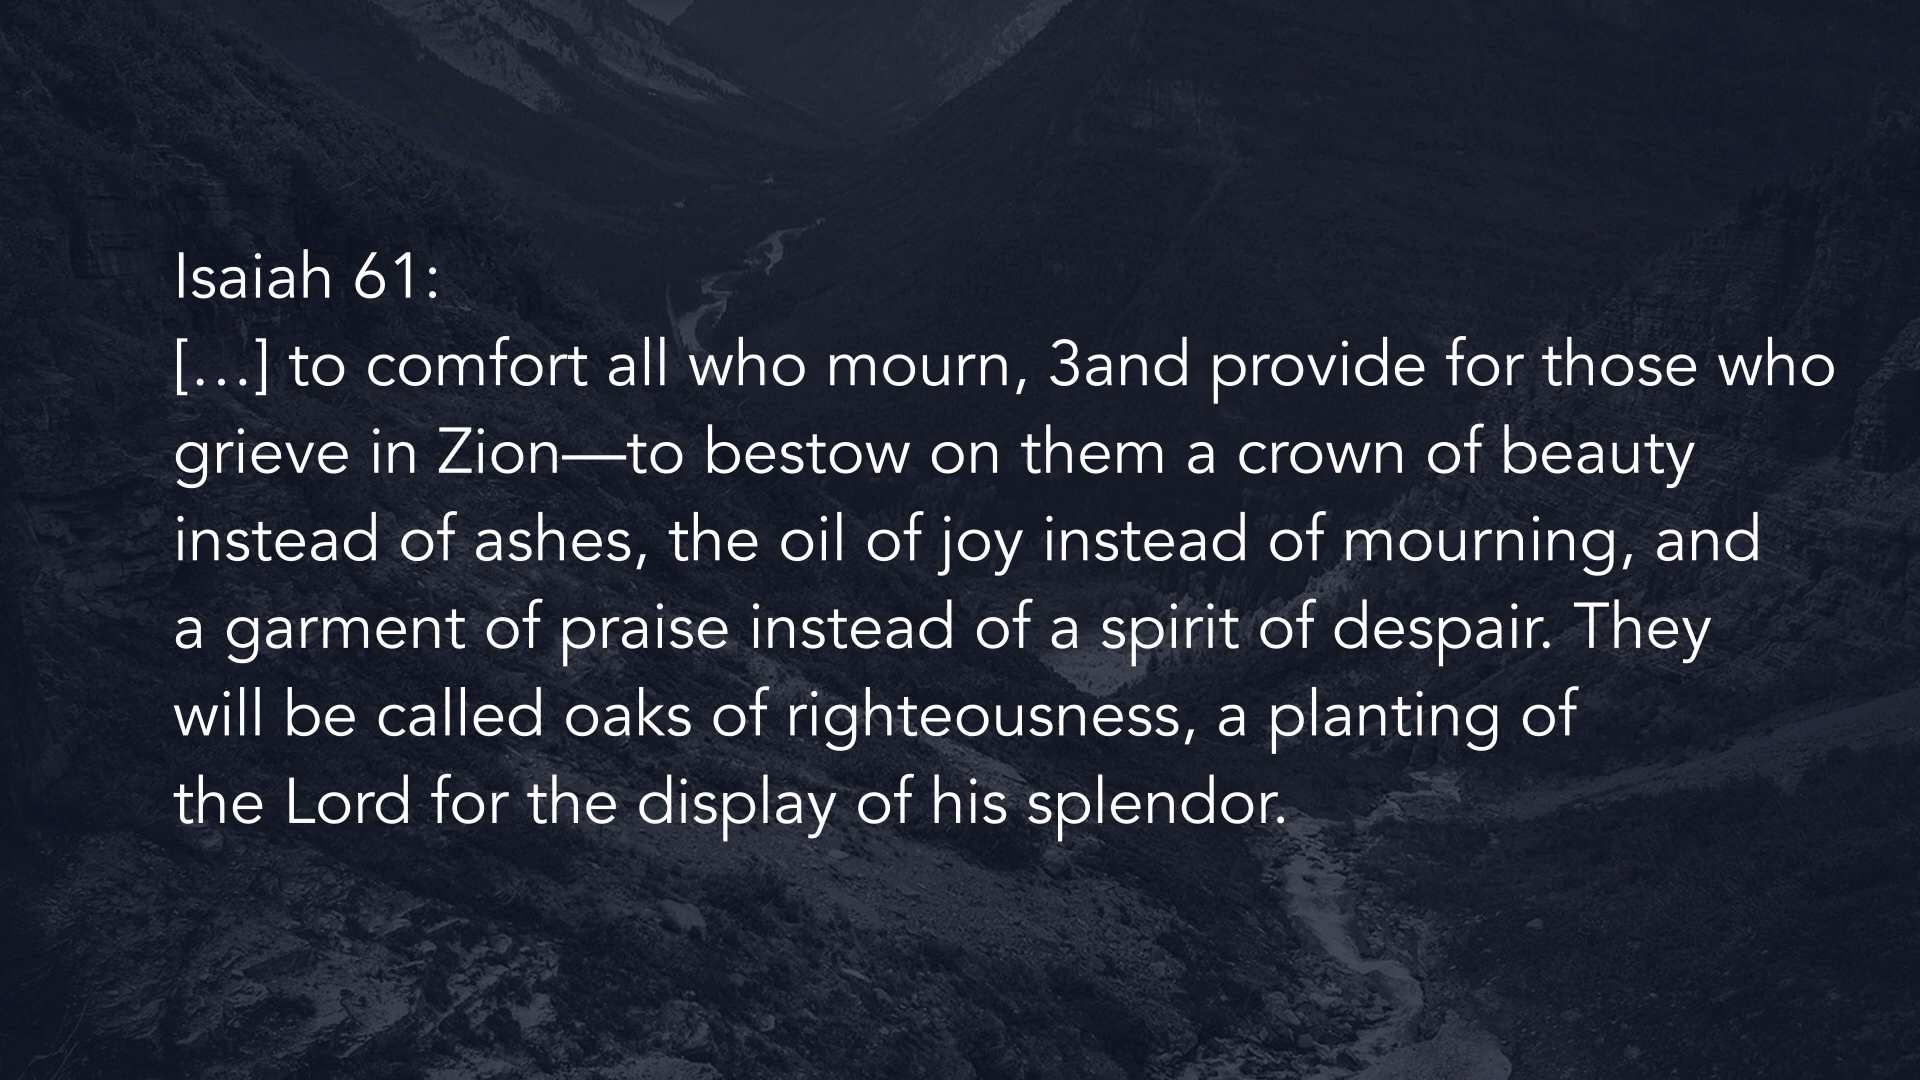 Isaiah 61:
[…] to comfort all who mourn, 3and provide for those who
grieve in Zion—to bestow on them a crown of beauty
instead of ashes, the oil of joy instead of mourning, and
a garment of praise instead of a spirit of despair. They
will be called oaks of righteousness, a planting of
the Lord for the display of his splendor.